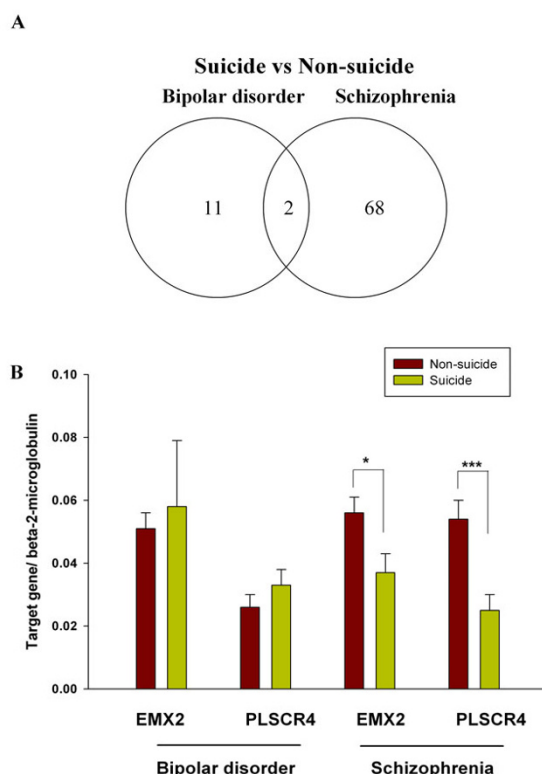 A
Suicide vs Non-suicide
Bipolar disorder Schizophrenia
11 2 68
B
Non-suicide
Suicide
Target gene/ beta-2-microglobulin
0.10
0.08
0.06
0.04
0.02
0.00
* ***
EMX2 PLSCR4 EMX2 PLSCR4
Bipolar disorder Schizophrenia